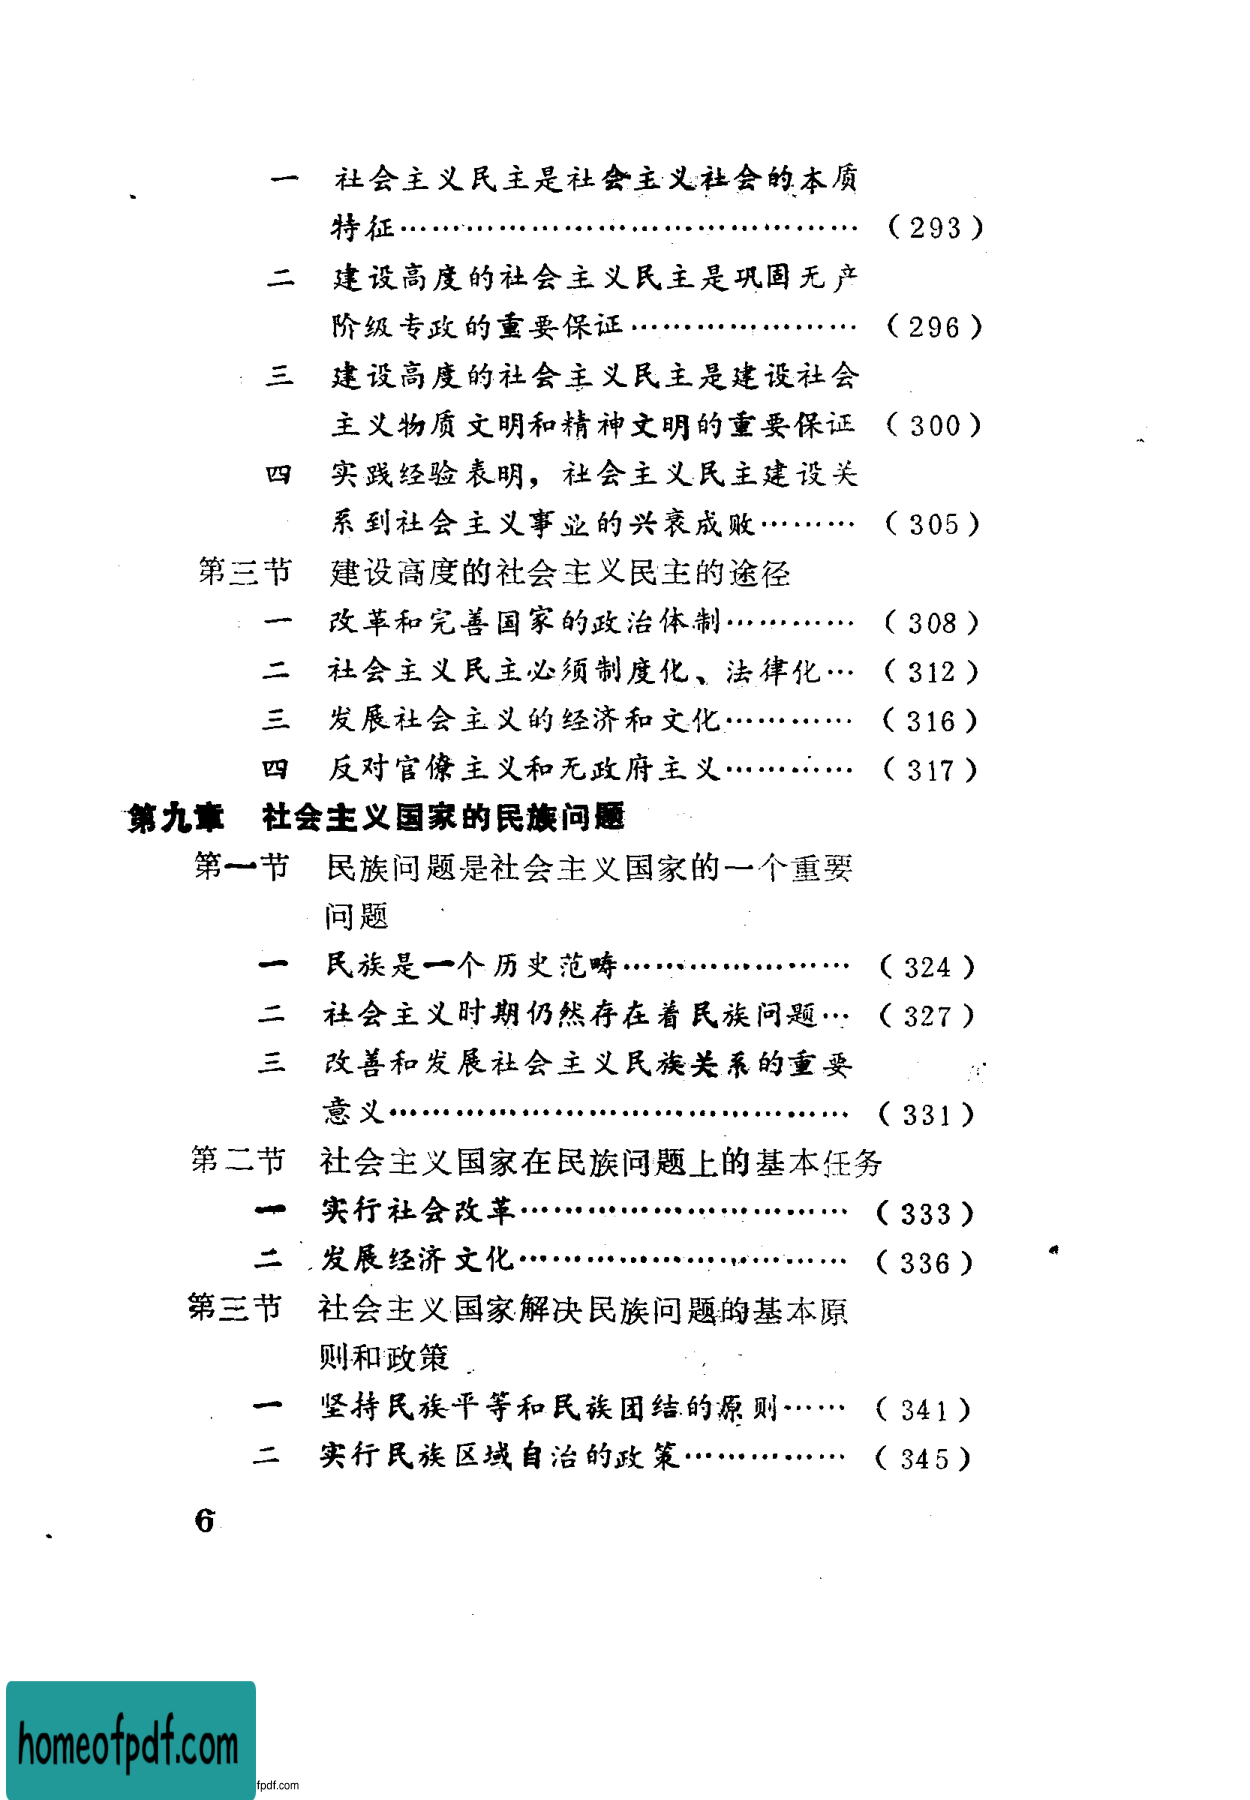 一 社会主义民主是社会主义社会的本质
特征……………………………………（293）
二 建设高度的社会主义民主是巩固无产
阶级专政的重要保证…………………（296）
三 建设高度的社会主义民主是建设社会
主义物质文明和精神文明的重要保证（300）
四 实践经验表明，社会主义民主建设关
系到社会主义事业的兴衰成败………（305）
第三节 建设高度的社会主义民主的途径
一 改革和完善国家的政治体制…………（308）
二 社会主义民主必须制度化、法律化…（312）
三 发展社会主义的经济和文化…………（316）
四 反对官僚主义和无政府主义…………（317）
第九章 社会主义国家的民族问题
第一节 民族问题是社会主义国家的一个重要
问题
一 民族是一个历史范畴…………………（324）
二 社会主义时期仍然存在着民族问题…（327）
三 改善和发展社会主义民族关系的重要
意义……………………………………（331）
第二节 社会主义国家在民族问题上的基本任务
一 实行社会改革…………………………（333）
二 发展经济文化…………………………（336）
第三节 社会主义国家解决民族问题的基本原
则和政策
一 坚持民族平等和民族团结的原则……（341）
二 实行民族区域自治的政策……………（345）
6
homeofpdf.com
fpdf.com